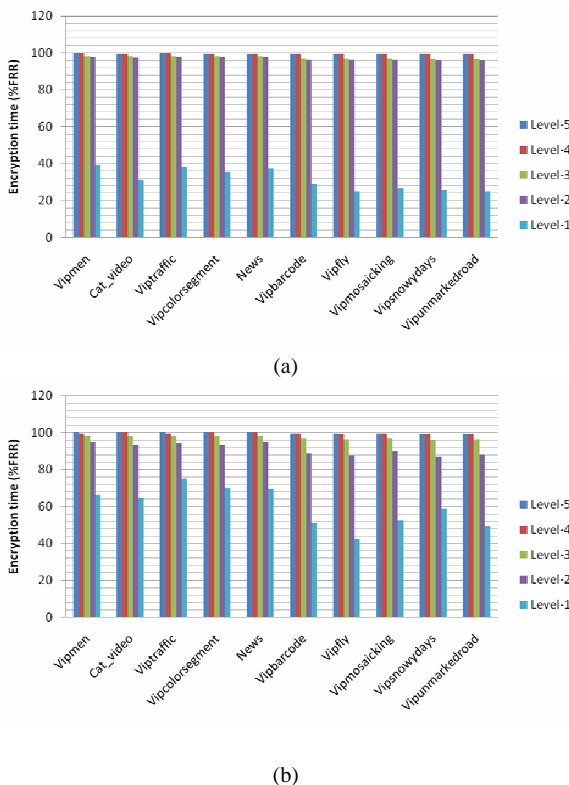 120
100
80
60
40
20
0
Encryption time (%FRR)
Vipmen
Cat_video
Viptraffic
Vipcolorsegment
News
Vipbarcode
Vipfly
Vipmosaicking
Vipsnowydays
Vipunmarkedroad
Level-5
Level-4
Level-3
Level-2
Level-1
(a)
120
100
80
60
40
20
0
Encryption time (%FRR)
Vipmen
Cat_video
Viptraffic
Vipcolorsegment
News
Vipbarcode
Vipfly
Vipmosaicking
Vipsnowydays
Vipunmarkedroad
Level-5
Level-4
Level-3
Level-2
Level-1
(b)